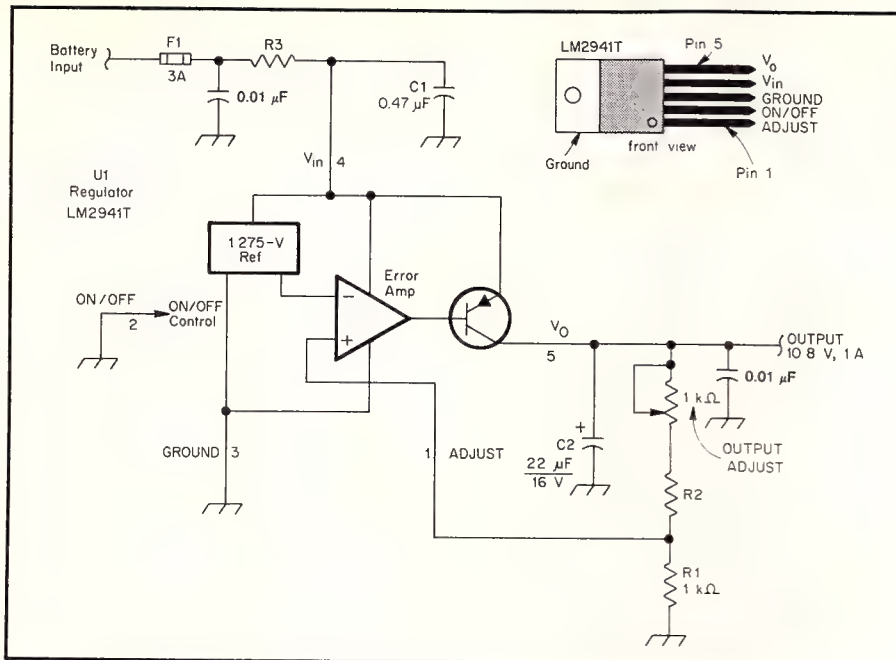 Battery
Input
F1
3A
R3
0.01 µF
C1
0.47 µF
LM2941T
Pin 5
Vo
Vin
GROUND
ON/OFF
ADJUST
Ground
front view
Pin 1
U1
Regulator
LM2941T
Vin 4
1 275-V
Ref
Error
Amp
−
+
ON/OFF
2
ON/OFF
Control
VO
5
OUTPUT
10 8 V, 1 A
0.01 µF
1 kΩ
OUTPUT
ADJUST
+
C2
22 µF
16 V
GROUND 3
1 ADJUST
R2
R1
1 kΩ